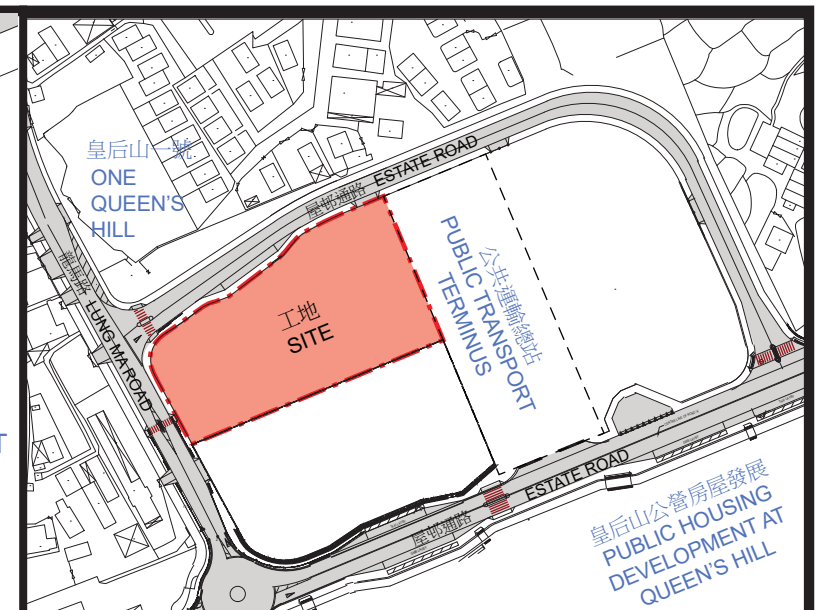 皇后山一號
ONE
QUEEN'S
HILL
屋邨通路 ESTATE ROAD
龍馬路 LUNG MA ROAD
工地
SITE
公共運輸總站
PUBLIC TRANSPORT
TERMINUS
T
屋邨通路 ESTATE ROAD
皇后山公營房屋發展
PUBLIC HOUSING
DEVELOPMENT AT
QUEEN'S HILL